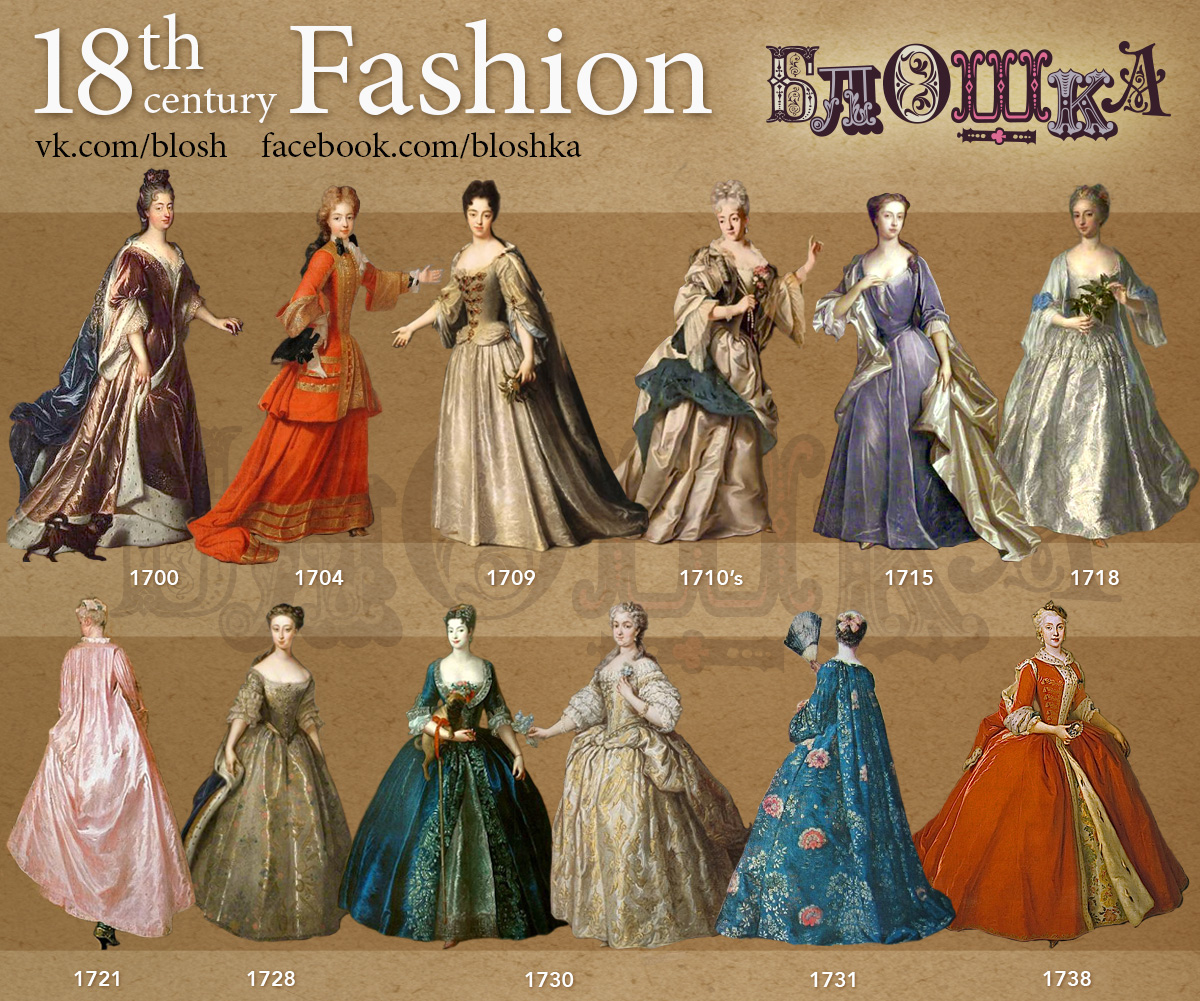 18th century Fashion
БЛОШКА
vk.com/blosh facebook.com/bloshka
1700 1704 1709 1710's 1715 1718
1721 1728 1730 1731 1738